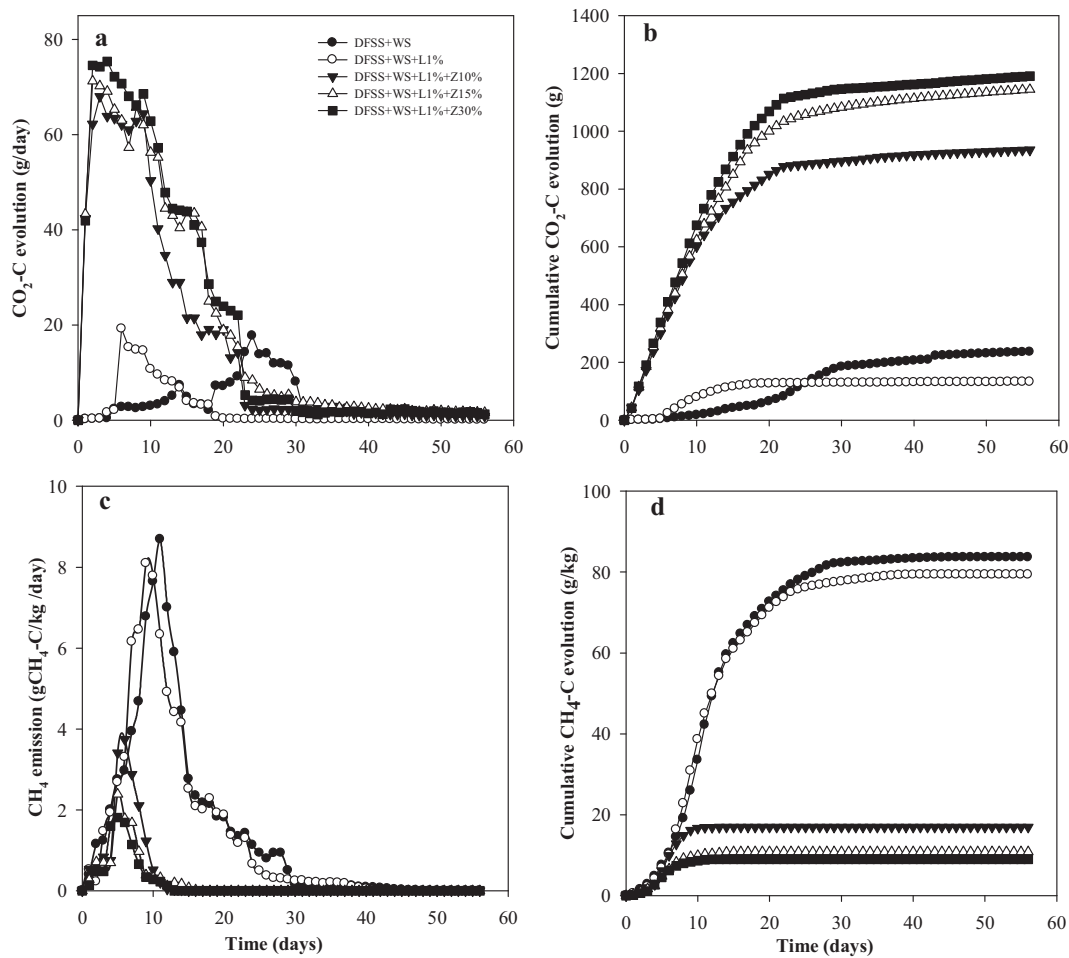 a
CO2-C evolution (g/day)
80
60
40
20
0
DFSS+WS
DFSS+WS+L1%
DFSS+WS+L1%+Z10%
DFSS+WS+L1%+Z15%
DFSS+WS+L1%+Z30%
0 10 20 30 40 50 60
b
Cumulative CO2-C evolution (g)
1400
1200
1000
800
600
400
200
0
0 10 20 30 40 50 60
c
CH4 emission (gCH4-C/kg /day)
10
8
6
4
2
0
0 10 20 30 40 50 60
Time (days)
d
Cumulative CH4-C evolution (g/kg)
100
80
60
40
20
0
0 10 20 30 40 50 60
Time (days)